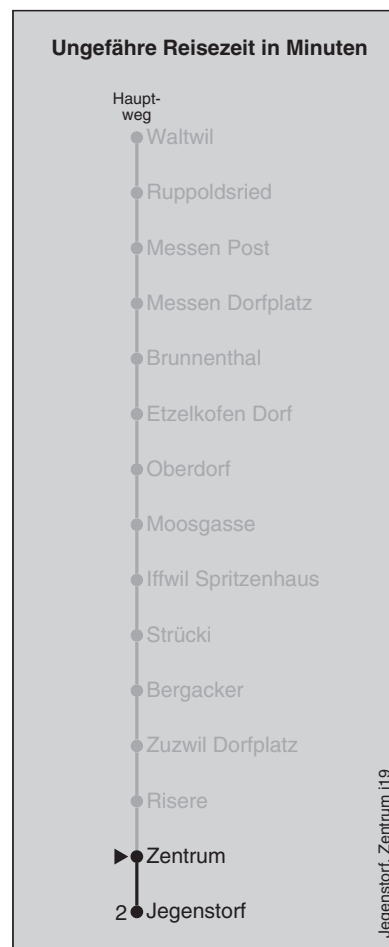 Ungefähre Reisezeit in Minuten
Haupt-
weg
Waltwil
Ruppoldsried
Messen Post
Messen Dorfplatz
Brunnenthal
Etzelkofen Dorf
Oberdorf
Moosgasse
Iffwil Spritzenhaus
Strücki
Bergacker
Zuzwil Dorfplatz
Risere
Zentrum
2 Jegenstorf
Jegenstorf, Zentrum i19